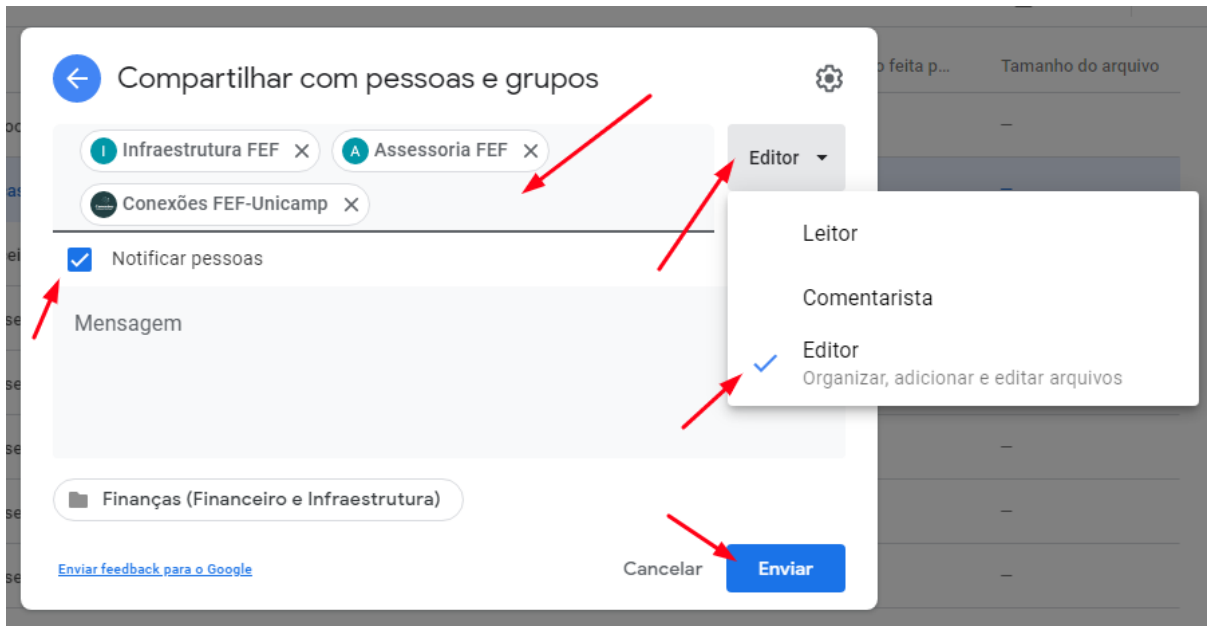 Compartilhar com pessoas e grupos
o feita p...
Tamanho do arquivo
I Infraestrutura FEF
A Assessoria FEF
Conexões FEF-Unicamp
Editor
Notificar pessoas
Mensagem
Leitor
Comentarista
Editor
Organizar, adicionar e editar arquivos
Finanças (Financeiro e Infraestrutura)
Enviar feedback para o Google
Cancelar
Enviar